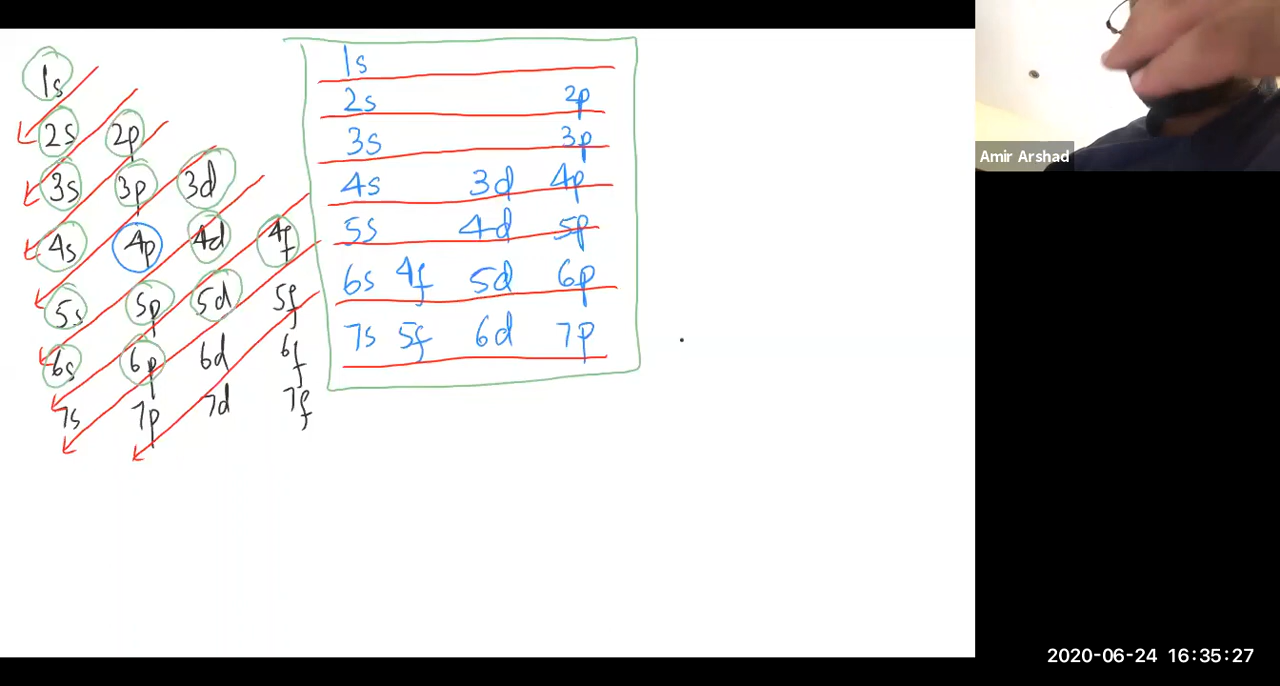 1s
2s 2p
3s 3p 3d
4s 4p 4d 4f
5s 5p 5d 5f
6s 6p 6d 6f
7s 7p 7d 7f
1s
2s 2p
3s 3p
4s 3d 4p
5s 4d 5p
6s 4f 5d 6p
7s 5f 6d 7p
Amir Arshad
2020-06-24 16:35:27